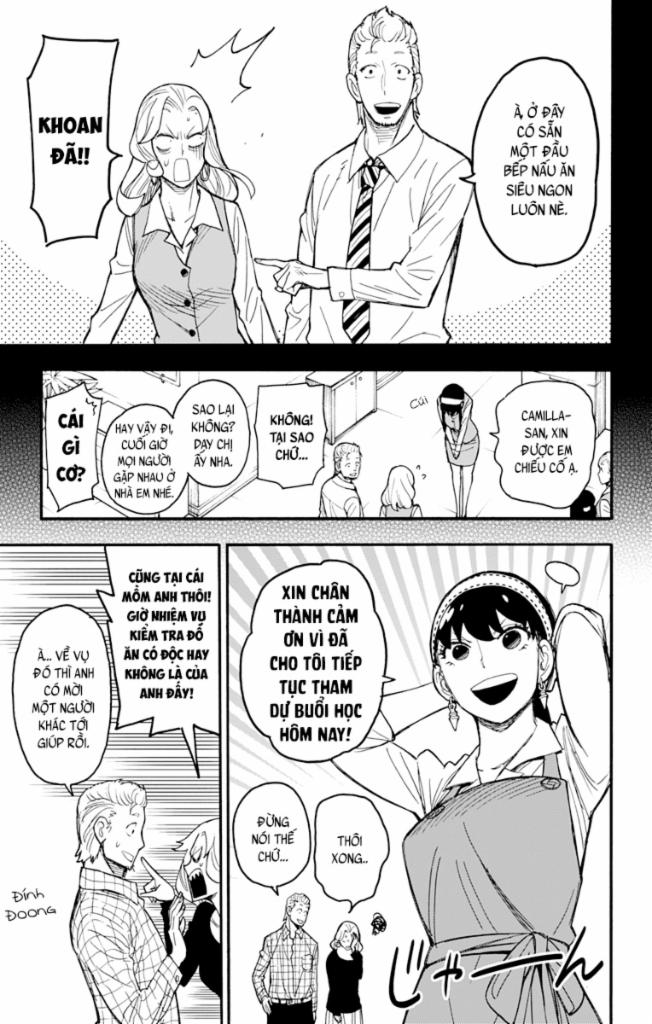 À, Ở ĐÂY
CÓ SẴN
MỘT ĐẦU
BẾP NẤU ĂN
SIÊU NGON
LUÔN NÈ.
KHOAN
ĐÃ!!
CAMILLA-
SAN, XIN
ĐƯỢC EM
CHIẾU CỐ Ạ.
Cúi
KHÔNG!
TẠI SAO
CHỨ...
SAO LẠI
KHÔNG?
DẠY CHỊ
ẤY NHA.
HAY VẬY ĐI,
CUỐI GIỜ
MỌI NGƯỜI
GẶP NHAU Ở
NHÀ EM NHÉ.
CÁI
GÌ
CƠ?
XIN CHÂN
THÀNH CẢM
ƠN VÌ ĐÃ
CHO TÔI TIẾP
TỤC THAM
DỰ BUỔI HỌC
HÔM NAY!
じゃーん
THÔI
XONG..
ĐỪNG
NÓI THẾ
CHỨ...
CŨNG TẠI CÁI
MỒM ANH THÔI!
GIỜ NHIỆM VỤ
KIỂM TRA ĐỒ
ĂN CÓ ĐỘC HAY
KHÔNG LÀ CỦA
ANH ĐẤY!
À... VỀ VỤ
ĐÓ THÌ ANH
CÓ MỜI
MỘT NGƯỜI
KHÁC TỚI
GIÚP RỒI.
Đính
Đoong